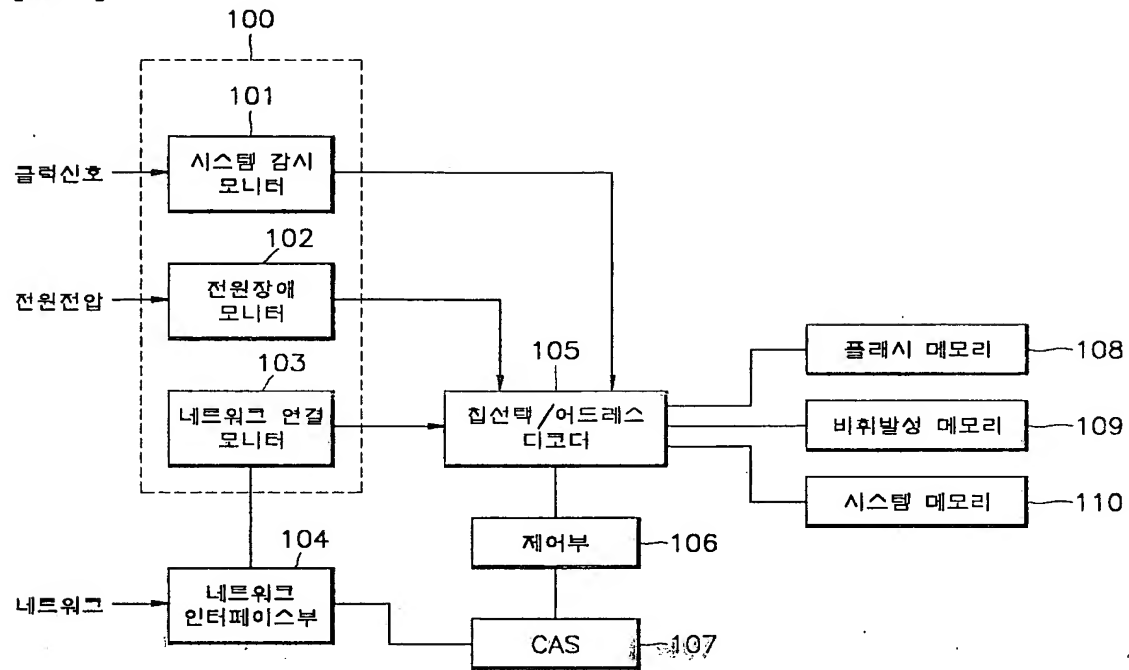 100
101
시스템 감시
모니터
클럭신호
102
전원장애
모니터
전원전압
103
네트워크 연결
모니터
105
칩선택/어드레스
디코더
플래시 메모리
108
비휘발성 메모리
109
시스템 메모리
110
제어부
106
104
네트워크
인터페이스부
네트워크
CAS
107